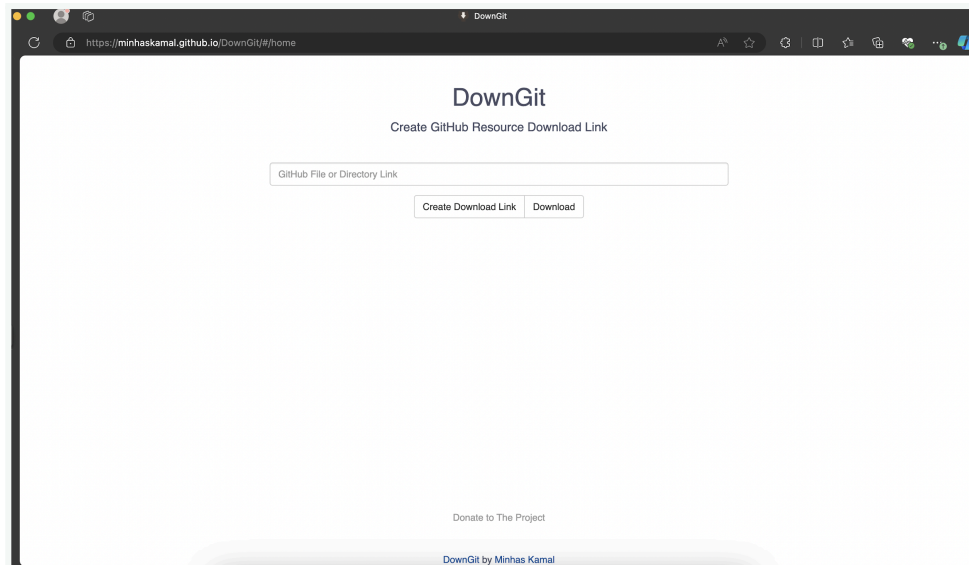 DownGit
https://minhaskamal.github.io/DownGit/#/home
DownGit
Create GitHub Resource Download Link
GitHub File or Directory Link
Create Download Link Download
Donate to The Project
DownGit by Minhas Kamal